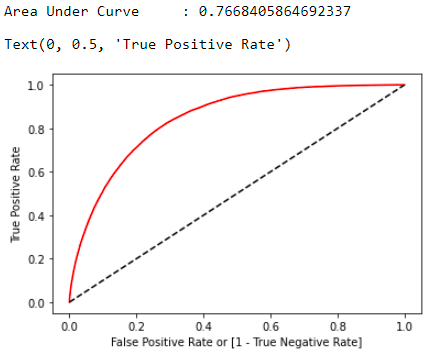 Area Under Curve     : 0.7668405864692337
Text(0, 0.5, 'True Positive Rate')
1.0
0.8
0.6
0.4
0.2
0.0
True Positive Rate
0.0 0.2 0.4 0.6 0.8 1.0
False Positive Rate or [1 - True Negative Rate]